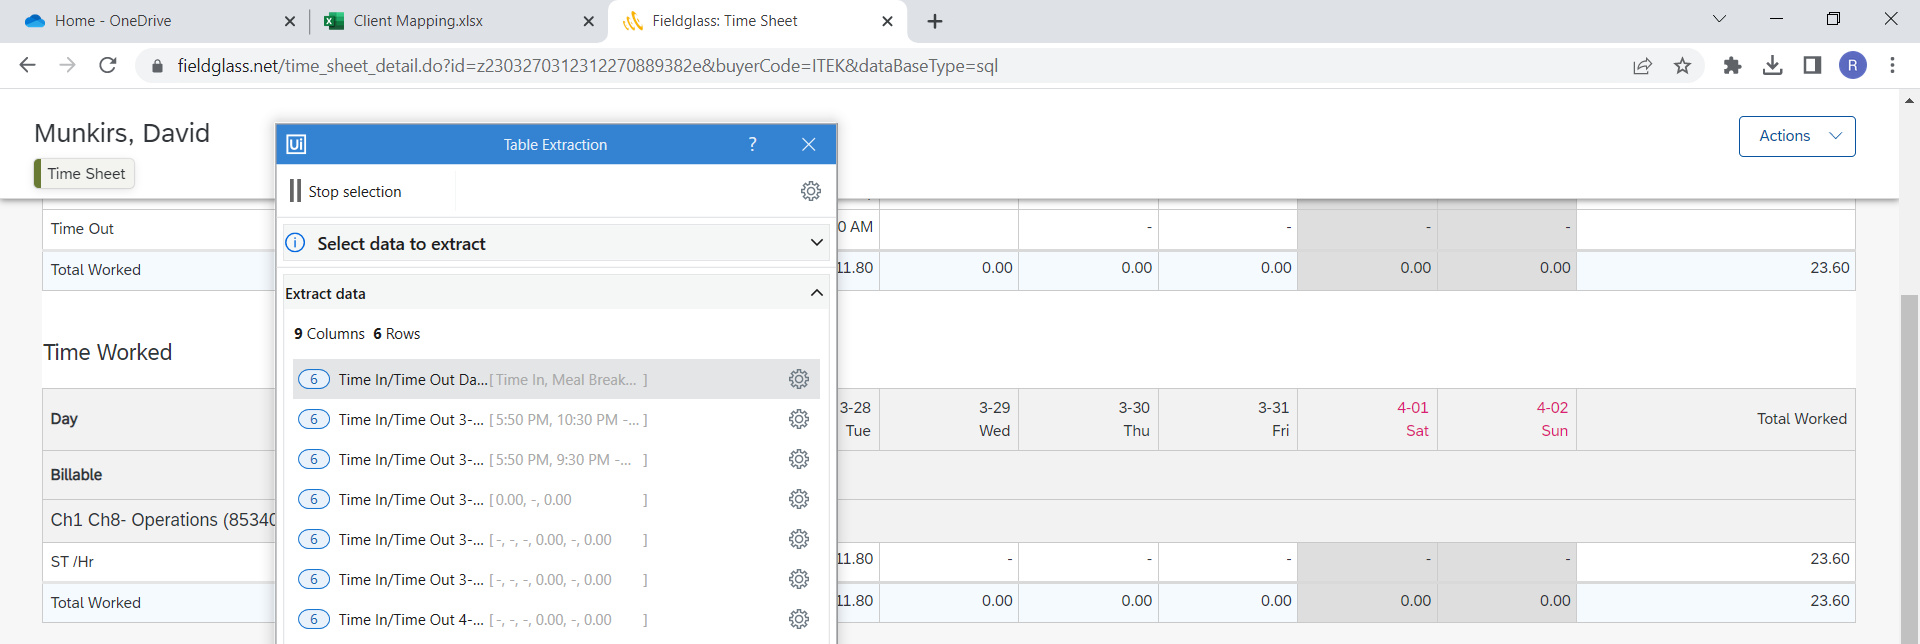 Home - OneDrive
Client Mapping.xlsx
Fieldglass: Time Sheet
fieldglass.net/time_sheet_detail.do?id=z2303270312312270889382e&buyerCode=ITEK&dataBaseType=sql
R
Munkirs, David
Time Sheet
Actions
Ui Table Extraction ?
Stop selection
Select data to extract
Extract data
9 Columns 6 Rows
6 Time In/Time Out Da... [ Time In, Meal Break... ]
6 Time In/Time Out 3-... [ 5:50 PM, 10:30 PM -... ]
6 Time In/Time Out 3-... [ 5:50 PM, 9:30 PM -... ]
6 Time In/Time Out 3-... [ 0.00, -, 0.00 ]
6 Time In/Time Out 3-... [ -, -, -, 0.00, -, 0.00 ]
6 Time In/Time Out 3-... [ -, -, -, 0.00, -, 0.00 ]
6 Time In/Time Out 4-... [ -, -, -, 0.00, -, 0.00 ]
Time Out 0 AM - - - -
Total Worked 11.80 0.00 0.00 0.00 0.00 0.00 23.60
Time Worked
Day 3-28 Tue 3-29 Wed 3-30 Thu 3-31 Fri 4-01 Sat 4-02 Sun Total Worked
Billable
Ch1 Ch8- Operations (85340
ST /Hr 11.80 - - - - - 23.60
Total Worked 11.80 0.00 0.00 0.00 0.00 0.00 23.60